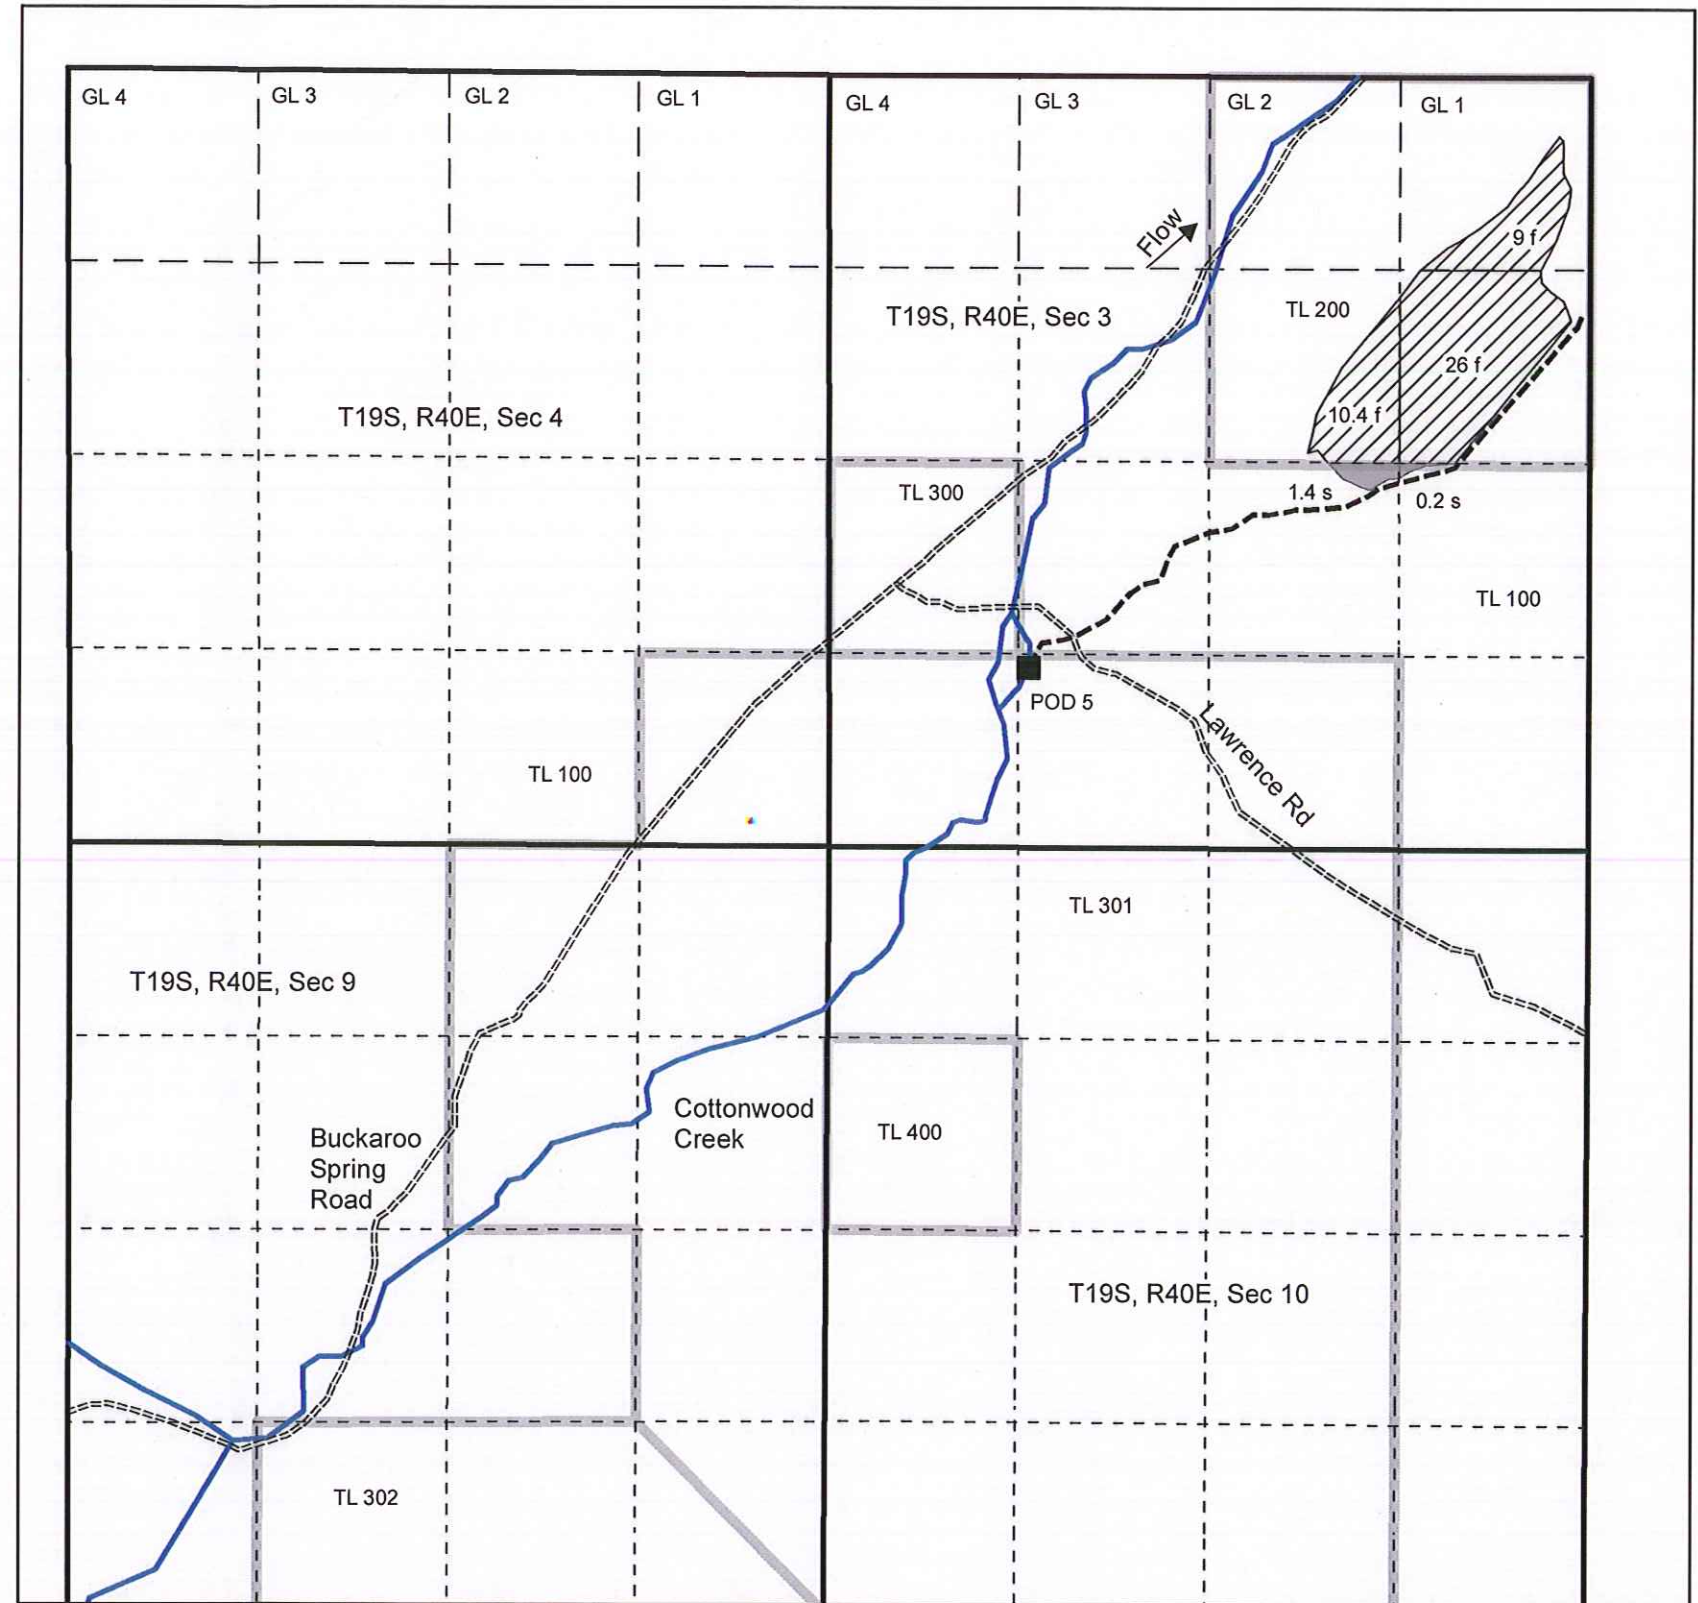 GL 4
GL 3
GL 2
GL 1
GL 4
GL 3
GL 2
GL 1
Flow
9 f
T19S, R40E, Sec 3
TL 200
26 f
10.4 f
T19S, R40E, Sec 4
TL 300
1.4 s
0.2 s
TL 100
POD 5
Lawrence Rd
TL 100
TL 301
T19S, R40E, Sec 9
Cottonwood
Creek
TL 400
Buckaroo
Spring
Road
T19S, R40E, Sec 10
TL 302